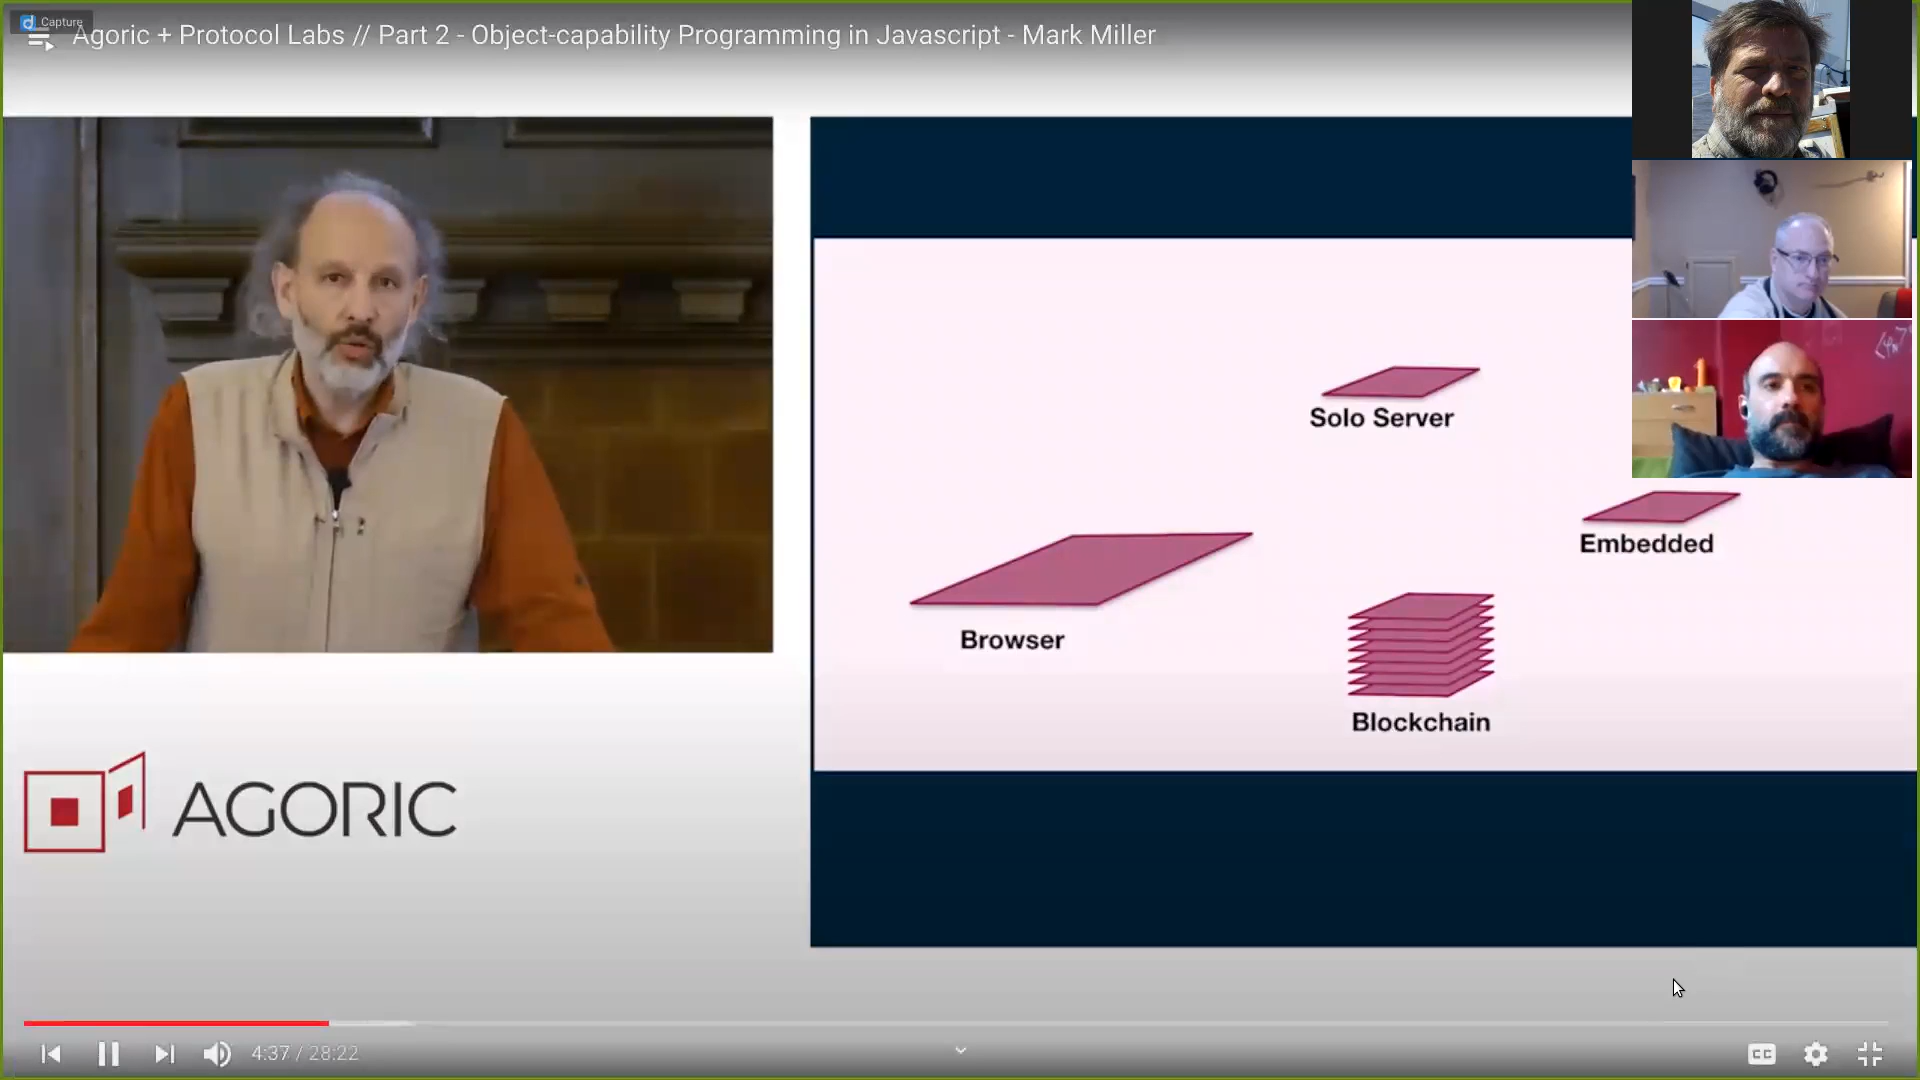 Capture
Agoric + Protocol Labs // Part 2 - Object-capability Programming in Javascript - Mark Miller
Solo Server
Embedded
Browser
Blockchain
AGORIC
4:37 / 28:22
CC